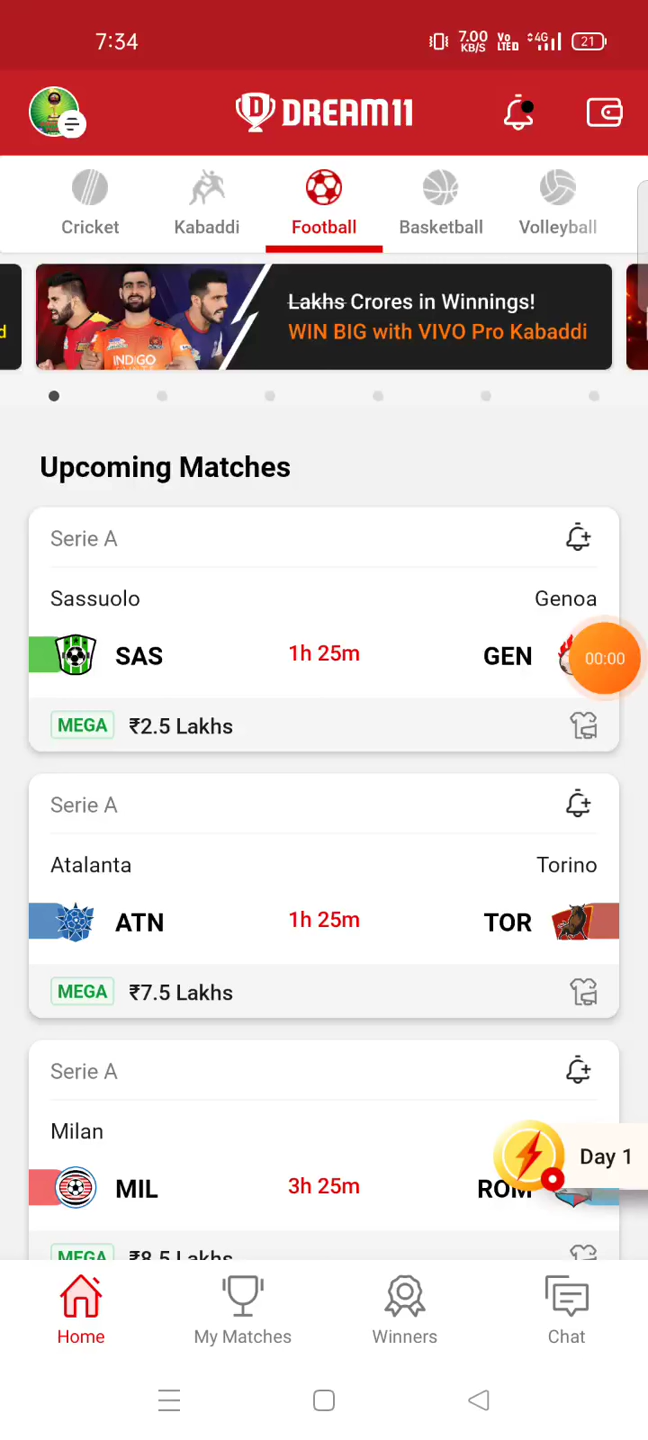 7:34
7.00 KB/S Vo LTED 4G 21
DREAM11
Cricket Kabaddi Football Basketball Volleyball
d
Lakhs Crores in Winnings!
WIN BIG with VIVO Pro Kabaddi
INDIGO
Upcoming Matches
Serie A
Sassuolo Genoa
SAS 1h 25m GEN
00:00
MEGA ₹2.5 Lakhs
Serie A
Atalanta Torino
ATN 1h 25m TOR
MEGA ₹7.5 Lakhs
Serie A
Milan
Day 1
MIL 3h 25m ROM
MEGA ₹8.5 Lakhs
Home My Matches Winners Chat